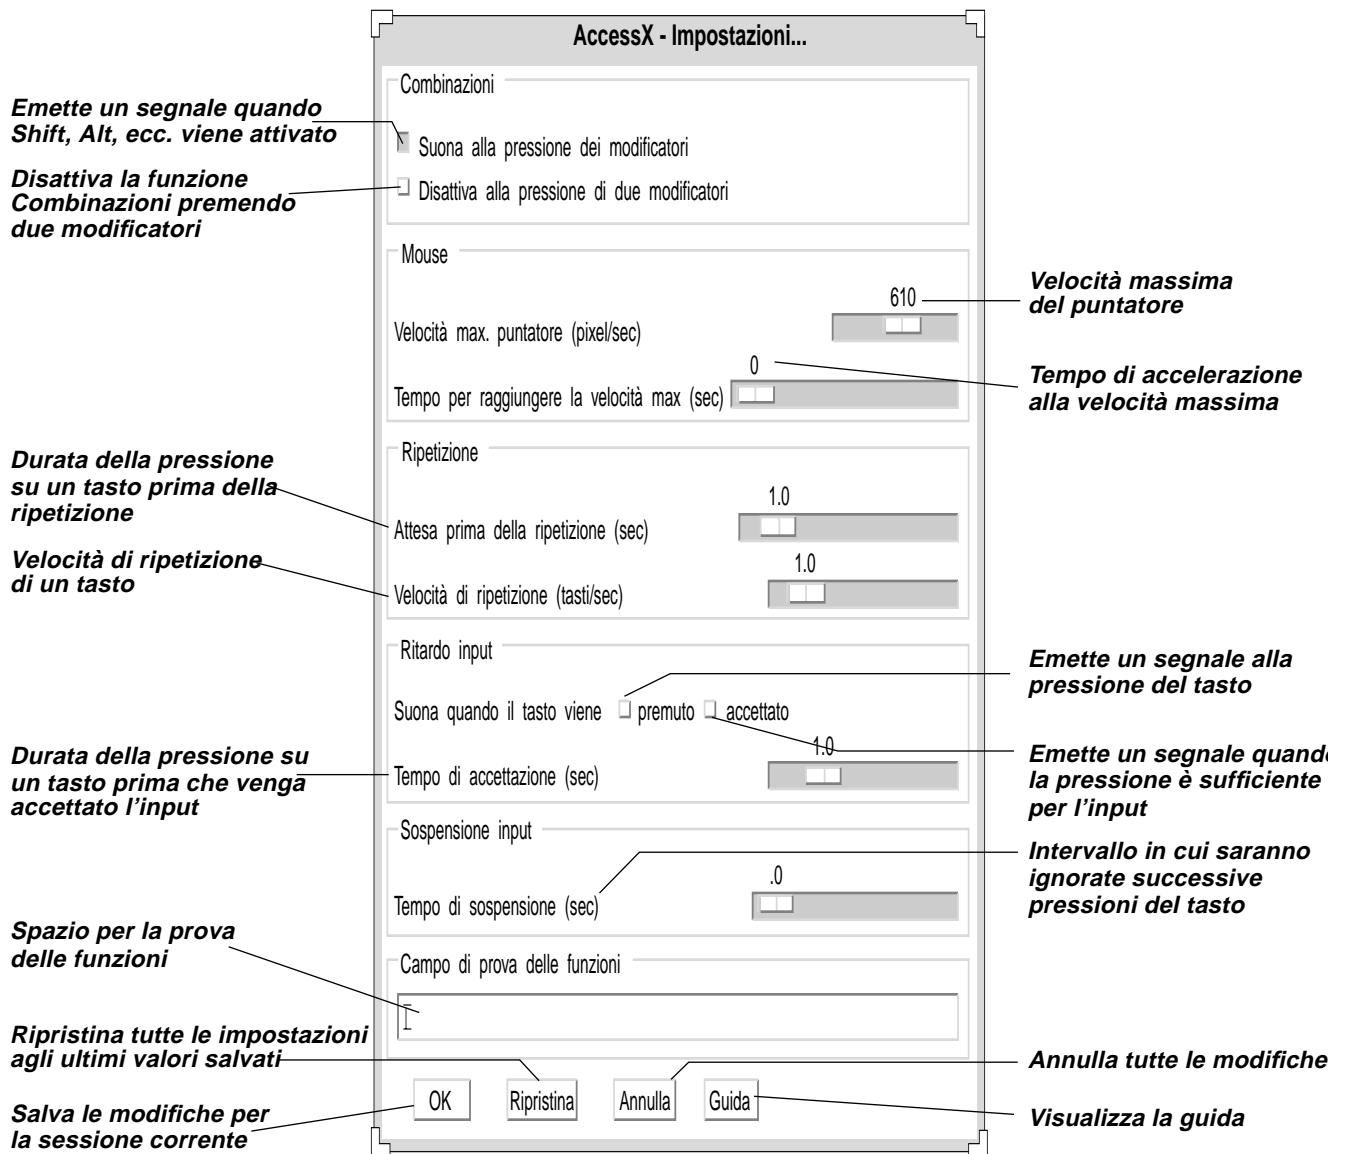 AccessX - Impostazioni...
Combinazioni
Emette un segnale quando
Shift, Alt, ecc. viene attivato
Suona alla pressione dei modificatori
Disattiva la funzione
Combinazioni premendo
due modificatori
Disattiva alla pressione di due modificatori
Mouse
610
Velocità massima
del puntatore
Velocità max. puntatore (pixel/sec)
0
Tempo di accelerazione
alla velocità massima
Tempo per raggiungere la velocità max (sec)
Ripetizione
Durata della pressione
su un tasto prima della
ripetizione
1.0
Attesa prima della ripetizione (sec)
Velocità di ripetizione
di un tasto
1.0
Velocità di ripetizione (tasti/sec)
Ritardo input
Emette un segnale alla
pressione del tasto
Suona quando il tasto viene premuto accettato
1.0
Durata della pressione su
un tasto prima che venga
accettato l'input
Tempo di accettazione (sec)
Emette un segnale quando
la pressione è sufficiente
per l'input
Sospensione input
.0
Intervallo in cui saranno
ignorate successive
pressioni del tasto
Tempo di sospensione (sec)
Spazio per la prova
delle funzioni
Campo di prova delle funzioni
Ripristina tutte le impostazioni
agli ultimi valori salvati
Annulla tutte le modifiche
OK Ripristina Annulla Guida
Salva le modifiche per
la sessione corrente
Visualizza la guida